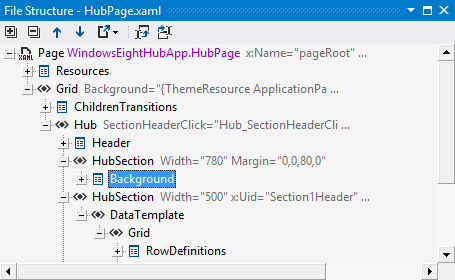 File Structure - HubPage.xaml
XAML Page WindowsEightHubApp.HubPage x:Name="pageRoot" ...
Resources
Grid Background="{ThemeResource ApplicationPa ...
ChildrenTransitions
Hub SectionHeaderClick="Hub_SectionHeaderCli ...
Header
HubSection Width="780" Margin="0,0,80,0"
Background
HubSection Width="500" x:Uid="Section1Header" ...
DataTemplate
Grid
RowDefinitions